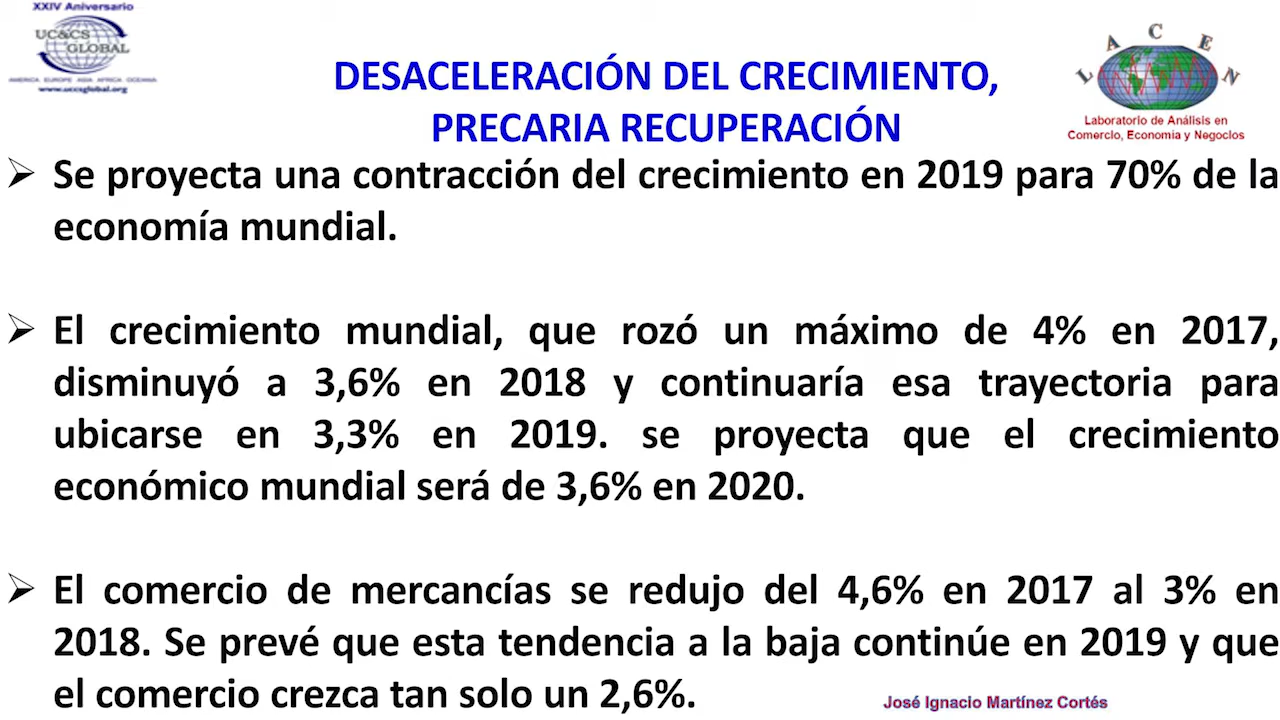 XXIV Aniversario
UC&CS
GLOBAL
AMERICA EUROPE ASIA AFRICA OCEANIA
www.uccsglobal.org
LACEN
Laboratorio de Análisis en
Comercio, Economía y Negocios
DESACELERACIÓN DEL CRECIMIENTO,
PRECARIA RECUPERACIÓN
Se proyecta una contracción del crecimiento en 2019 para 70% de la
economía mundial.
El crecimiento mundial, que rozó un máximo de 4% en 2017,
disminuyó a 3,6% en 2018 y continuaría esa trayectoria para
ubicarse en 3,3% en 2019. se proyecta que el crecimiento
económico mundial será de 3,6% en 2020.
El comercio de mercancías se redujo del 4,6% en 2017 al 3% en
2018. Se prevé que esta tendencia a la baja continúe en 2019 y que
el comercio crezca tan solo un 2,6%.
José Ignacio Martínez Cortés